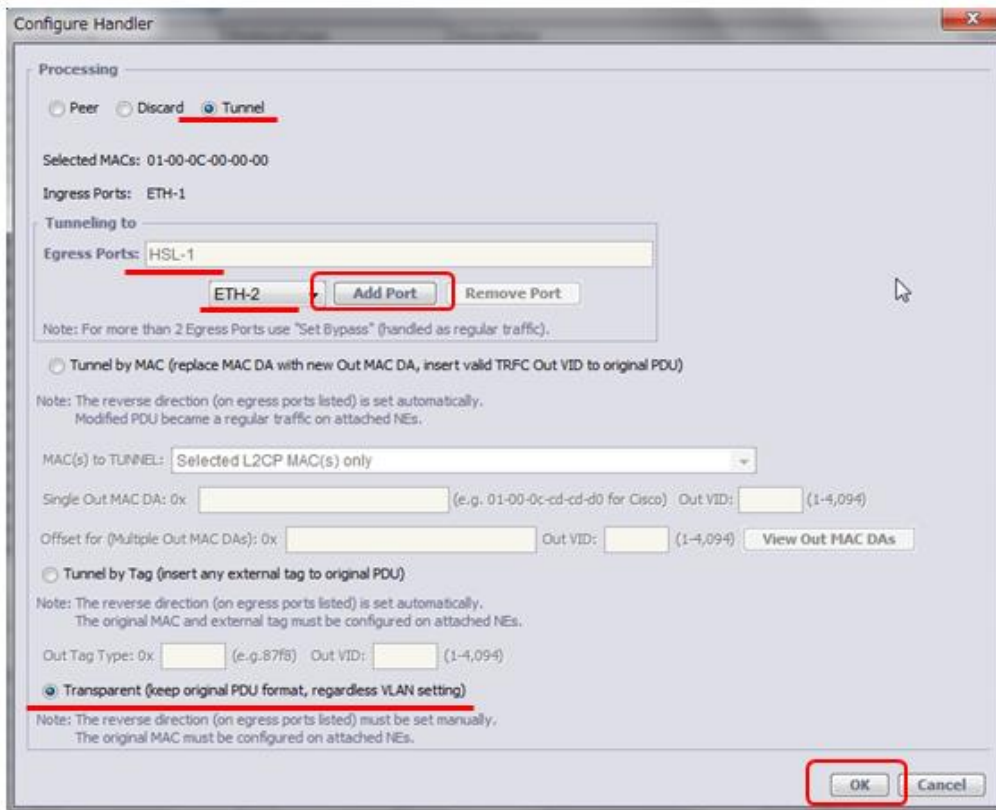 Configure Handler
Processing
Peer Discard Tunnel
Selected MACs: 01-00-0C-00-00-00
Ingress Ports: ETH-1
Tunneling to
Egress Ports: HSL-1
ETH-2 Add Port Remove Port
Note: For more than 2 Egress Ports use "Set Bypass" (handled as regular traffic).
Tunnel by MAC (replace MAC DA with new Out MAC DA, insert valid TRFC Out VID to original PDU)
Note: The reverse direction (on egress ports listed) is set automatically.
Modified PDU became a regular traffic on attached NEs.
MAC(s) to TUNNEL: Selected L2CP MAC(s) only
Single Out MAC DA: 0x (e.g. 01-00-0c-cd-cd-d0 for Cisco) Out VID: (1-4,094)
Offset for (Multiple Out MAC DAs): 0x Out VID: (1-4,094) View Out MAC DAs
Tunnel by Tag (insert any external tag to original PDU)
Note: The reverse direction (on egress ports listed) is set automatically.
The original MAC and external tag must be configured on attached NEs.
Out Tag Type: 0x (e.g.87f8) Out VID: (1-4,094)
Transparent (keep original PDU format, regardless VLAN setting)
Note: The reverse direction (on egress ports listed) must be set manually.
The original MAC must be configured on attached NEs.
OK Cancel